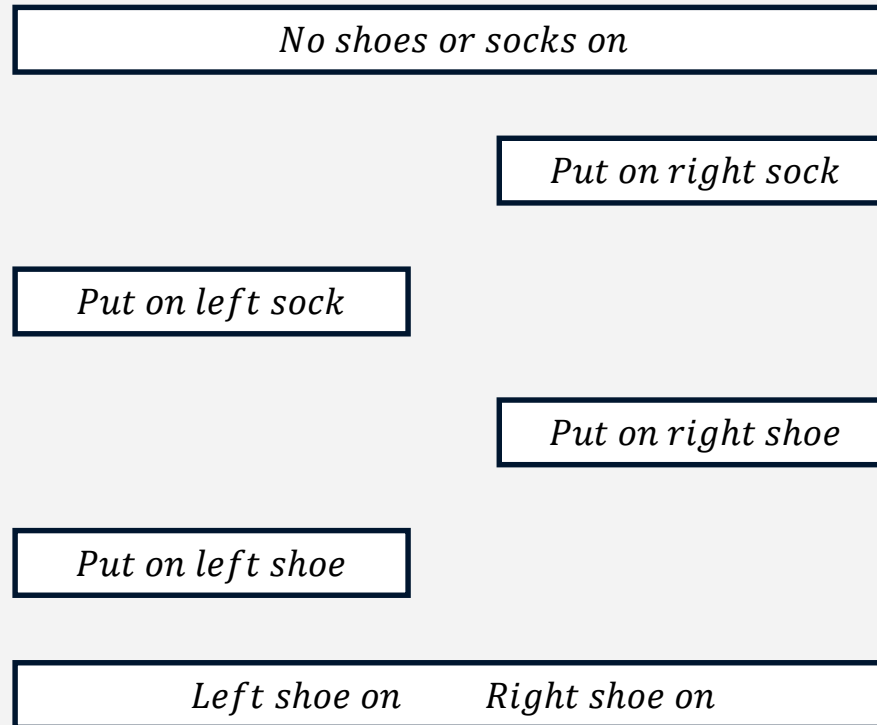 No shoes or socks on
Put on right sock
Put on left sock
Put on right shoe
Put on left shoe
Left shoe on Right shoe on